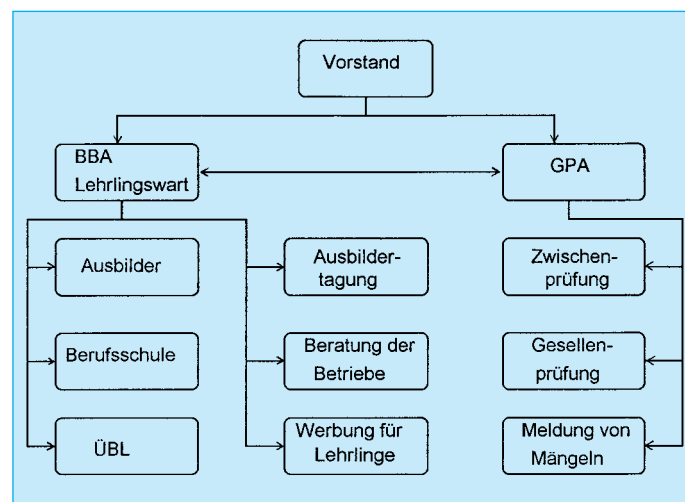 Vorstand
BBA
Lehrlingswart
GPA
Ausbilder
Ausbilder-
tagung
Zwischen-
prüfung
Berufsschule
Beratung der
Betriebe
Gesellen-
prüfung
ÜBL
Werbung für
Lehrlinge
Meldung von
Mängeln